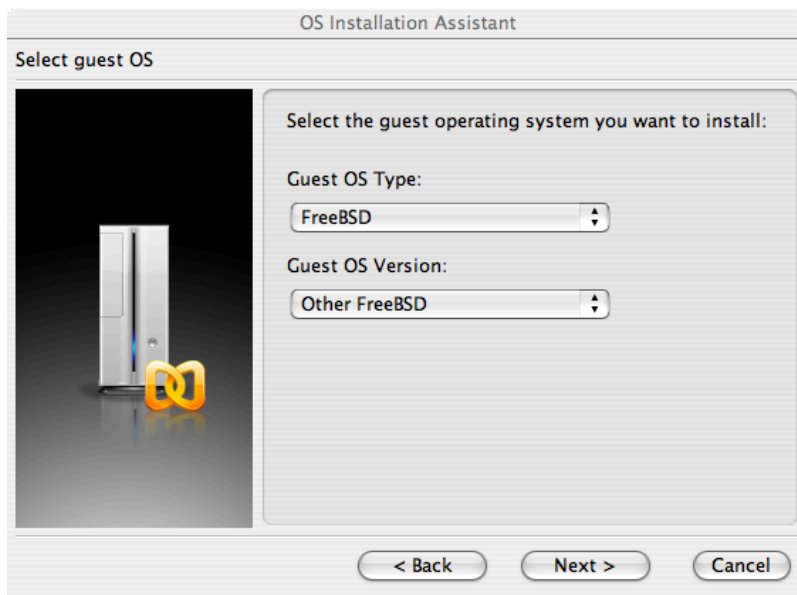 OS Installation Assistant
Select guest OS
Select the guest operating system you want to install:
Guest OS Type:
FreeBSD
Guest OS Version:
Other FreeBSD
< Back
Next >
Cancel